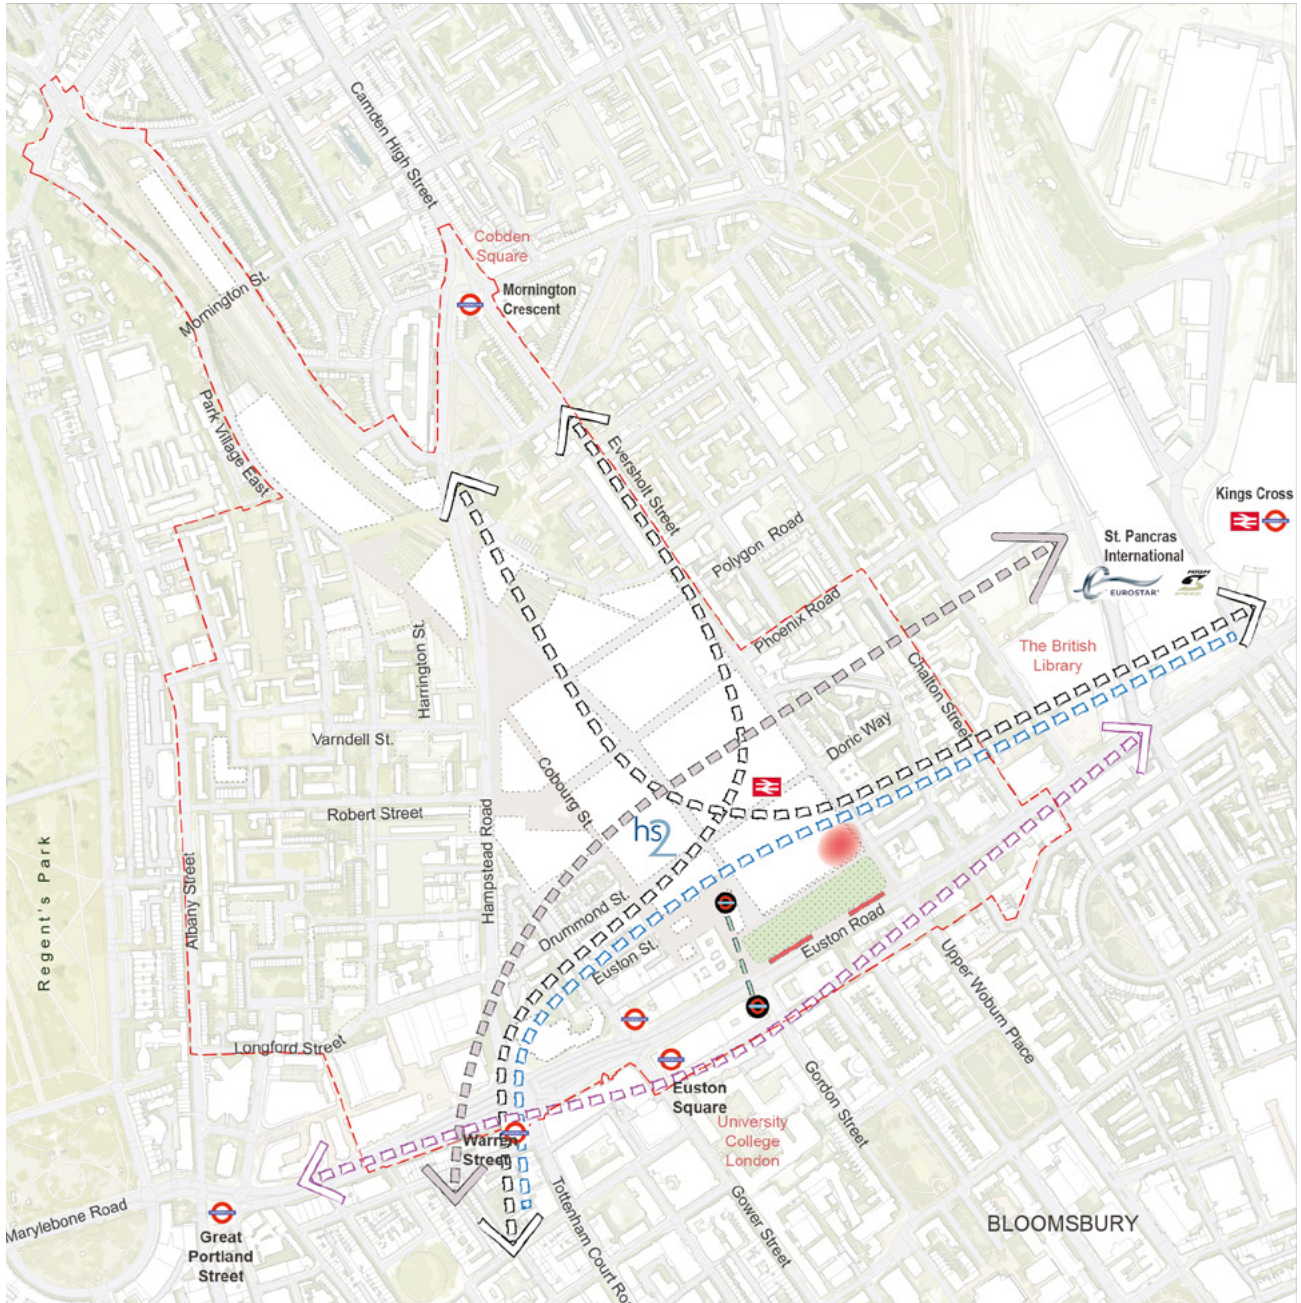 Camden High Street
Cobden
Square
Mornington
Crescent
Mornington St.
Park Village East
Eversholt Street
Kings Cross
Polygon Road
St. Pancras
International
EUROSTAR
HIGH
SPEED
Phoenix Road
The British
Library
Chalton Street
Harrington St.
Varndell St.
Doric Way
Cobourg St.
Robert Street
hs2
Hampstead Road
Regent's Park
Albany Street
Drummond St.
Euston St.
Euston Road
Upper Woburn Place
Longford Street
Euston
Square
Gordon Street
University
College
London
Warren
Street
Tottenham Court Ro
Gower Street
Marylebone Road
Great
Portland
Street
BLOOMSBURY